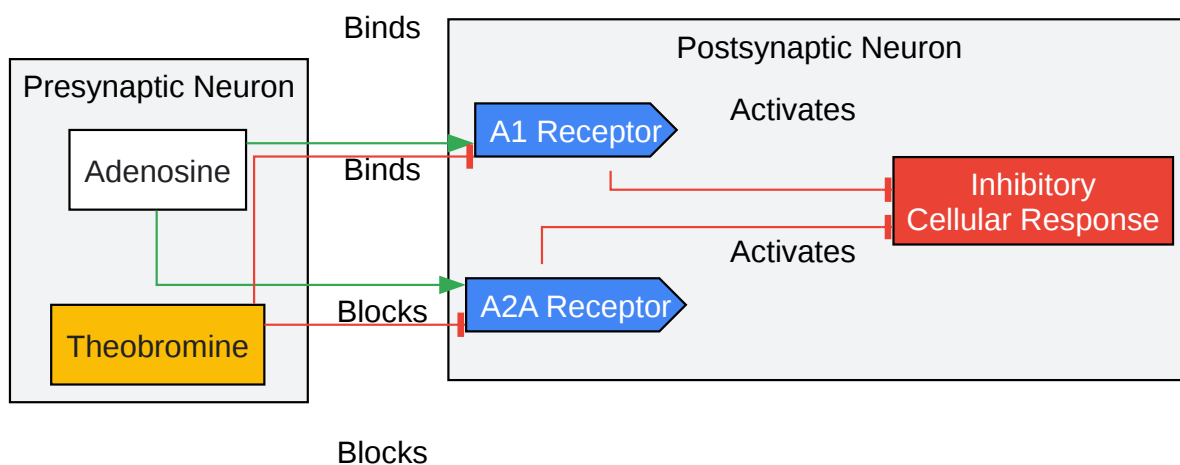 Binds
Postsynaptic Neuron
Presynaptic Neuron
Activates
A1 Receptor
Adenosine
Binds
Inhibitory
Cellular Response
Activates
A2A Receptor
Blocks
Theobromine
Blocks